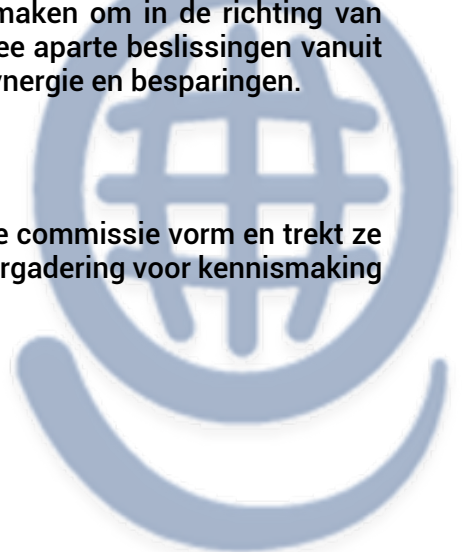 maken om in de richting van
ee aparte beslissingen vanuit
nergie en besparingen.
e commissie vorm en trekt ze
rgadering voor kennismaking